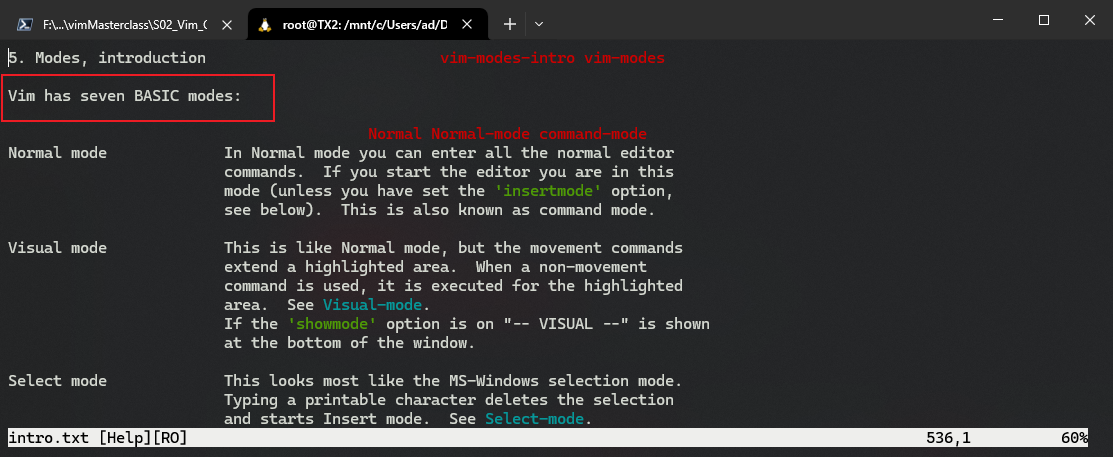 F:\...\vimMasterclass\S02_Vim_C
root@TX2: /mnt/c/Users/ad/D
5. Modes, introduction vim-modes-intro vim-modes
Vim has seven BASIC modes:
Normal Normal-mode command-mode
Normal mode In Normal mode you can enter all the normal editor
commands. If you start the editor you are in this
mode (unless you have set the 'insertmode' option,
see below). This is also known as command mode.
Visual mode This is like Normal mode, but the movement commands
extend a highlighted area. When a non-movement
command is used, it is executed for the highlighted
area. See Visual-mode.
If the 'showmode' option is on "-- VISUAL --" is shown
at the bottom of the window.
Select mode This looks most like the MS-Windows selection mode.
Typing a printable character deletes the selection
and starts Insert mode. See Select-mode.
intro.txt [Help][RO] 536,1 60%